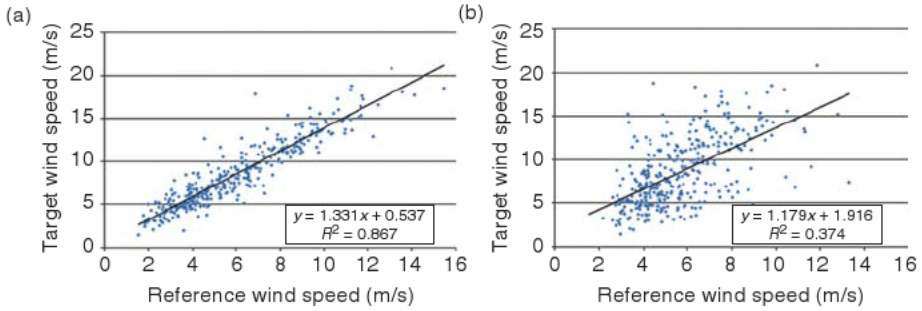 (a)
25
20
15
10
5
0
Target wind speed (m/s)
0 2 4 6 8 10 12 14 16
Reference wind speed (m/s)
y = 1.331x + 0.537
R² = 0.867
(b)
25
20
15
10
5
0
Target wind speed (m/s)
0 2 4 6 8 10 12 14 16
Reference wind speed (m/s)
y = 1.179x + 1.916
R² = 0.374